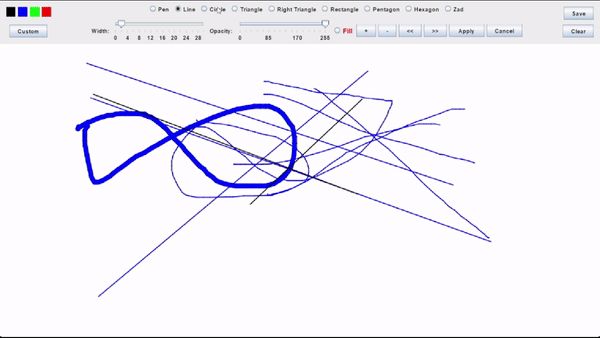 Pen Line Circle Triangle Right Triangle Rectangle Pentagon Hexagon Zad Save
Custom Width: 0 4 8 12 16 20 24 28 Opacity: 0 85 170 255 Fill + - << >> Apply Cancel Clear